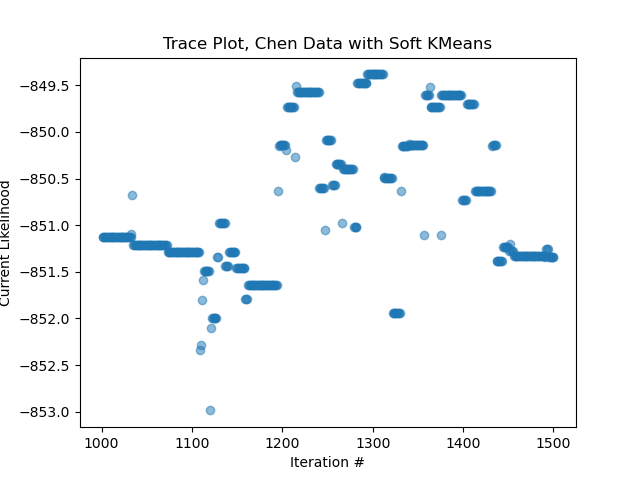 Trace Plot, Chen Data with Soft KMeans
Current Likelihood
−849.5
−850.0
−850.5
−851.0
−851.5
−852.0
−852.5
−853.0
1000 1100 1200 1300 1400 1500
Iteration #